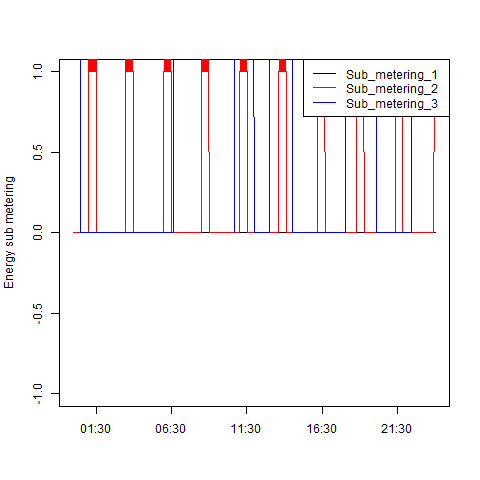 Sub_metering_1
Sub_metering_2
Sub_metering_3
Energy sub metering
1.0
0.5
0.0
-0.5
-1.0
01:30 06:30 11:30 16:30 21:30